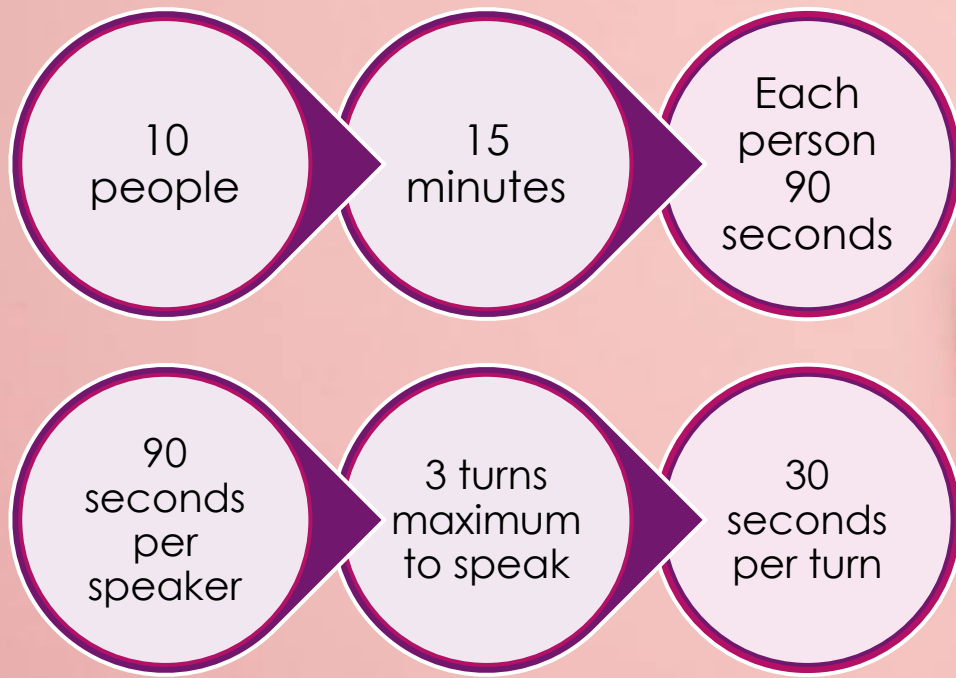 10
people
15
minutes
Each
person
90
seconds
90
seconds
per
speaker
3 turns
maximum
to speak
30
seconds
per turn